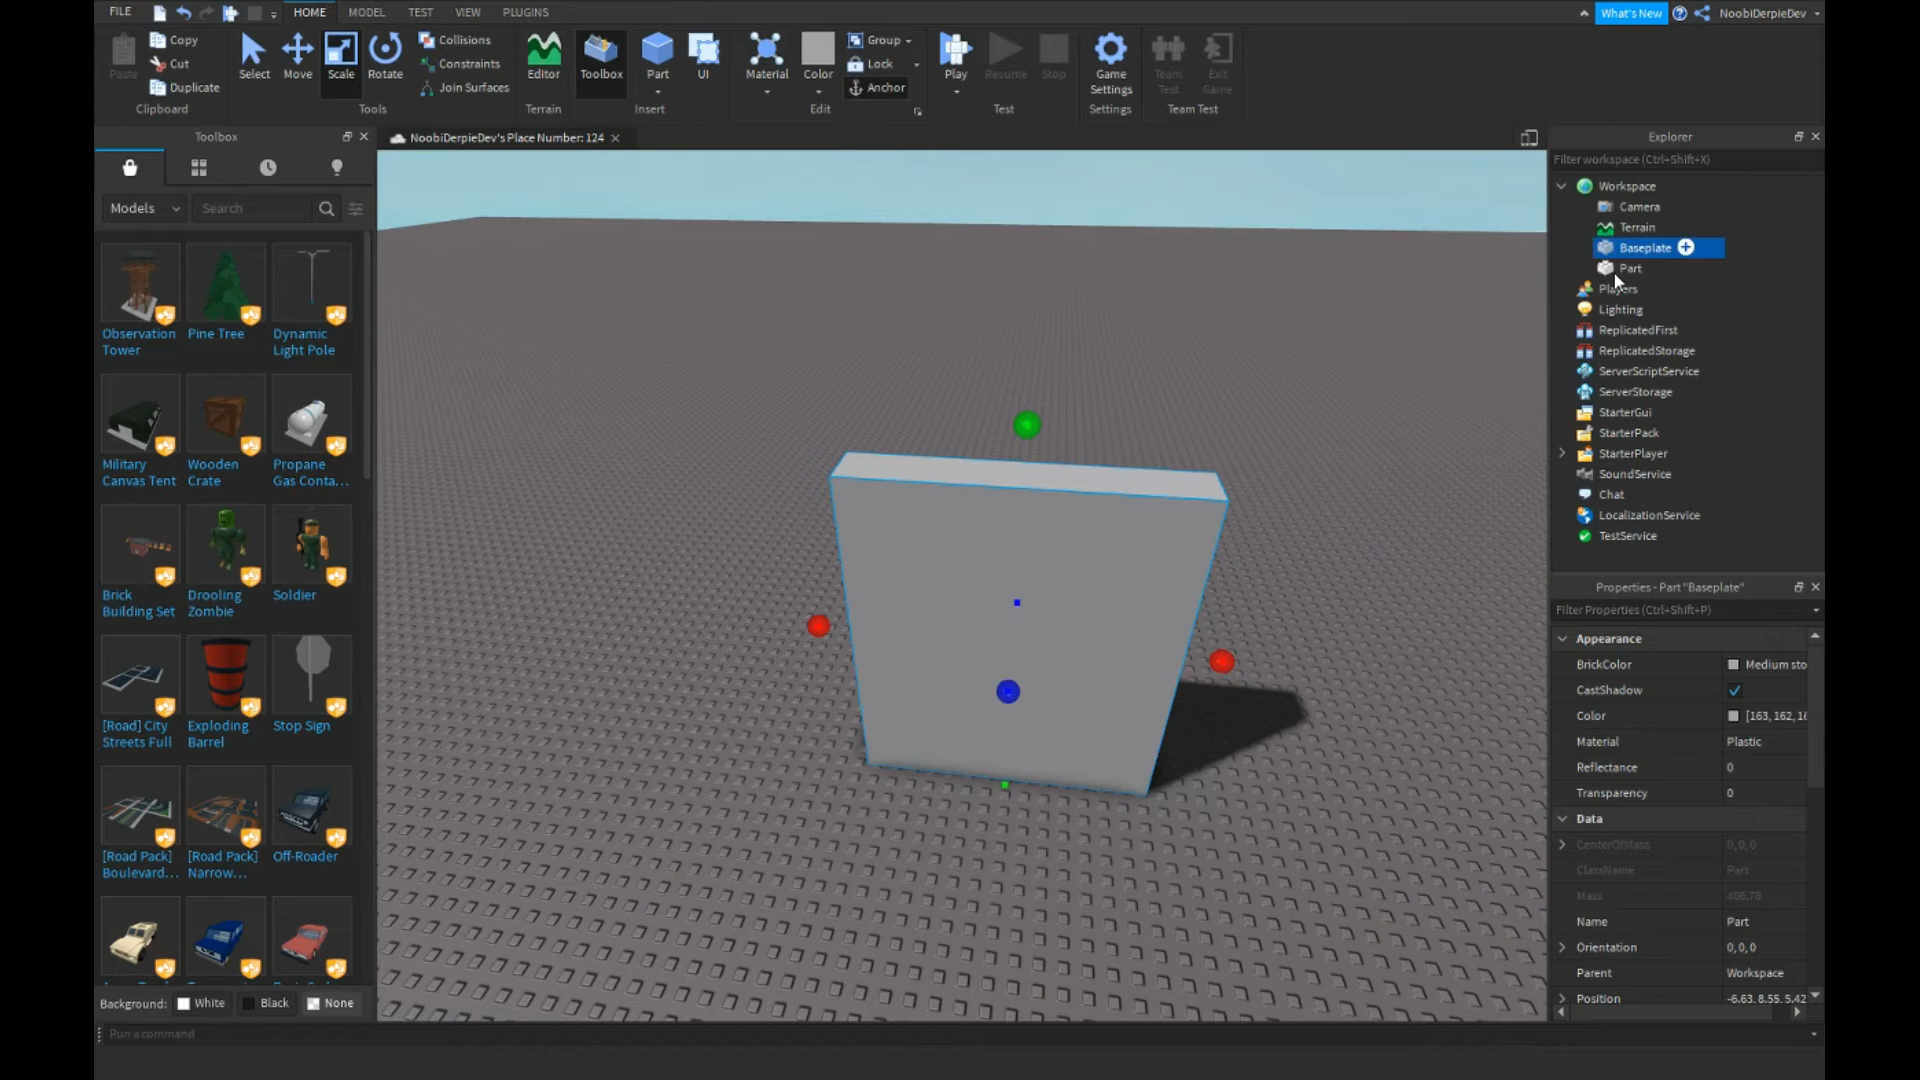 FILE HOME MODEL TEST VIEW PLUGINS What's New NoobiDerpieDev
Paste Copy Cut Duplicate Select Move Scale Rotate Collisions Constraints Join Surfaces Editor Toolbox Part UI Material Color Group Lock Anchor Play Resume Stop Game Settings Team Test Exit Game
Clipboard Tools Terrain Insert Edit Test Settings Team Test
Toolbox
NoobiDerpieDev's Place Number: 124
Models Search
Observation Tower
Pine Tree
Dynamic Light Pole
Military Canvas Tent
Wooden Crate
Propane Gas Conta...
Brick Building Set
Drooling Zombie
Soldier
[Road] City Streets Full
Exploding Barrel
Stop Sign
[Road Pack] Boulevard...
[Road Pack] Narrow...
Off-Roader
Background: White Black None
Run a command
Explorer
Filter workspace (Ctrl+Shift+X)
Workspace
Camera
Terrain
Baseplate
Part
Players
Lighting
ReplicatedFirst
ReplicatedStorage
ServerScriptService
ServerStorage
StarterGui
StarterPack
StarterPlayer
SoundService
Chat
LocalizationService
TestService
Properties - Part "Baseplate"
Filter Properties (Ctrl+Shift+P)
Appearance
BrickColor Medium sto
CastShadow
Color [163, 162, 16
Material Plastic
Reflectance 0
Transparency 0
Data
CenterOfMass 0,0,0
ClassName Part
Mass 408.78
Name Part
Orientation 0,0,0
Parent Workspace
Position -6.63, 8.55, 5.42